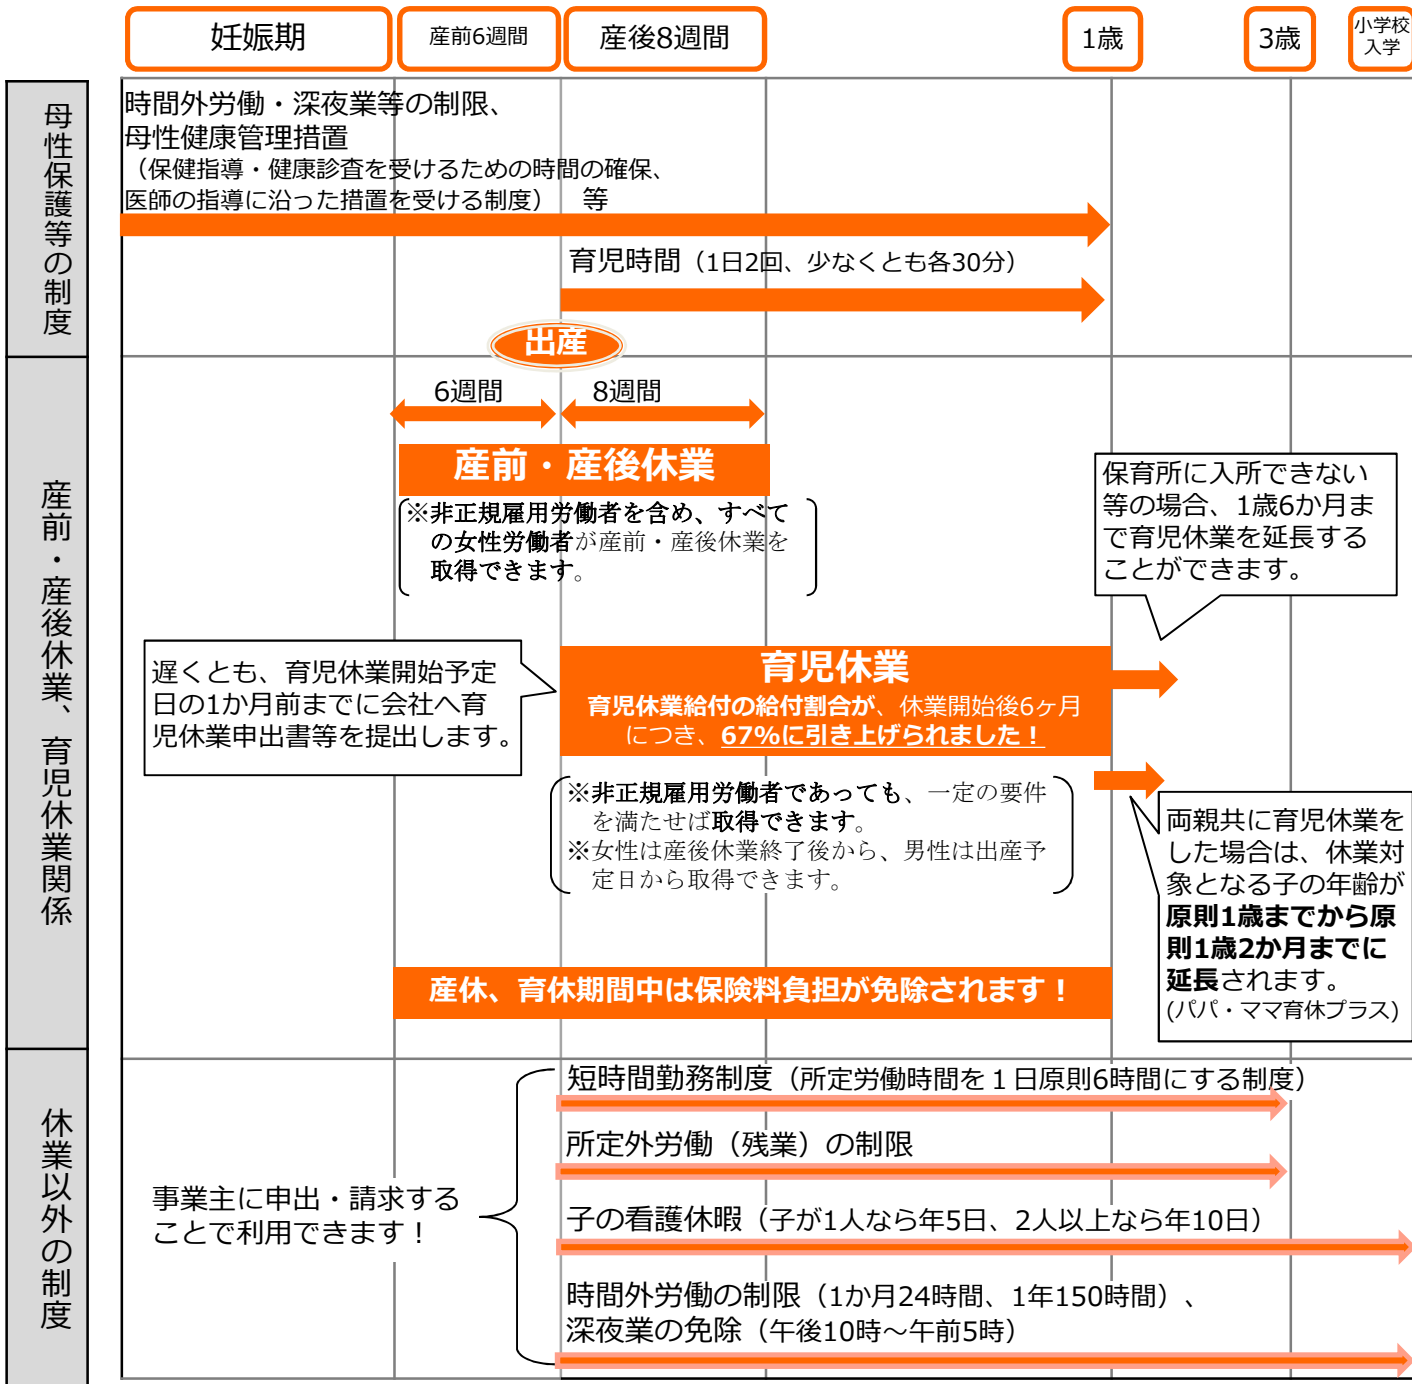 妊娠期
産前6週間
産後8週間
1歳
3歳
小学校
入学
母性保護等の制度
時間外労働・深夜業等の制限、
母性健康管理措置
（保健指導・健康診査を受けるための時間の確保、
医師の指導に沿った措置を受ける制度） 等
育児時間（1日2回、少なくとも各30分）
出産
産前・産後休業、育児休業関係
6週間
8週間
産前・産後休業
※非正規雇用労働者を含め、すべて
の女性労働者が産前・産後休業を
取得できます。
保育所に入所できない
等の場合、1歳6か月ま
で育児休業を延長する
ことができます。
遅くとも、育児休業開始予定
日の1か月前までに会社へ育
児休業申出書等を提出します。
育児休業
育児休業給付の給付割合が、休業開始後6ヶ月
につき、67%に引き上げられました！
※非正規雇用労働者であっても、一定の要件
を満たせば取得できます。
※女性は産後休業終了後から、男性は出産予
定日から取得できます。
両親共に育児休業を
した場合は、休業対
象となる子の年齢が
原則1歳までから原
則1歳2か月までに
延長されます。
(パパ・ママ育休プラス)
産休、育休期間中は保険料負担が免除されます！
休業以外の制度
事業主に申出・請求する
ことで利用できます！
短時間勤務制度（所定労働時間を１日原則6時間にする制度）
所定外労働（残業）の制限
子の看護休暇（子が1人なら年5日、2人以上なら年10日）
時間外労働の制限（1か月24時間、1年150時間）、
深夜業の免除（午後10時～午前5時）